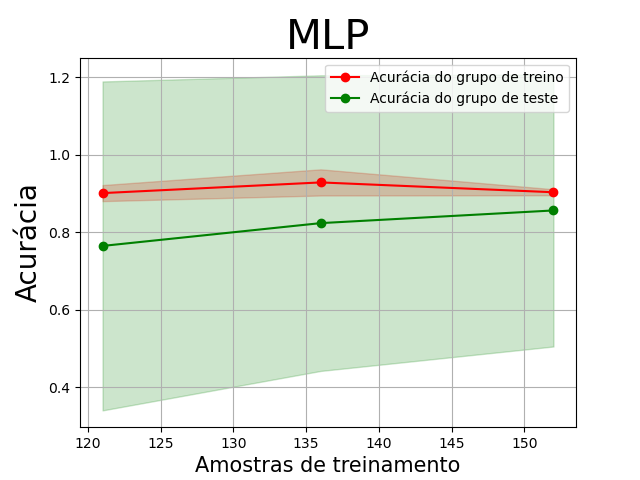 MLP
Acurácia do grupo de treino
Acurácia do grupo de teste
Acurácia
1.2
1.0
0.8
0.6
0.4
120 125 130 135 140 145 150
Amostras de treinamento